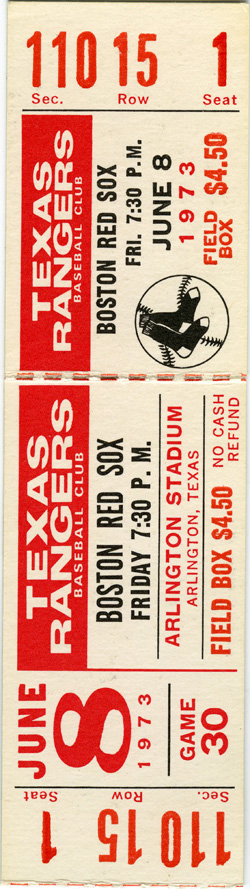 110 15 1
Sec. Row Seat
TEXAS
RANGERS
BASEBALL CLUB
BOSTON RED SOX
FRI. 7:30 P.M.
JUNE 8
1973
FIELD BOX $4.50
TEXAS
RANGERS
BASEBALL CLUB
BOSTON RED SOX
FRIDAY 7:30 P. M.
ARLINGTON STADIUM
ARLINGTON, TEXAS
FIELD BOX $4.50
NO CASH
REFUND
JUNE
8
1973
GAME
30
Sec. Row Seat
110 15 1